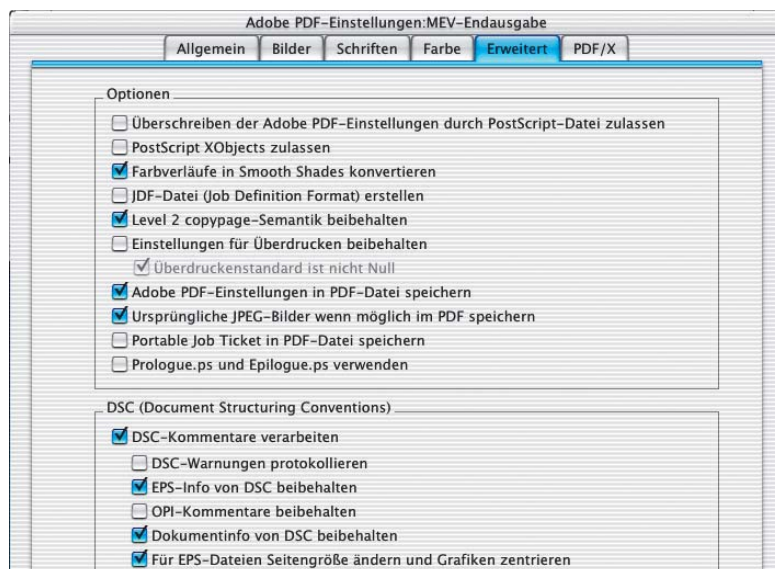 Adobe PDF-Einstellungen:MEV-Endausgabe
Allgemein Bilder Schriften Farbe Erweitert PDF/X
Optionen
Überschreiben der Adobe PDF-Einstellungen durch PostScript-Datei zulassen
PostScript XObjects zulassen
Farbverläufe in Smooth Shades konvertieren
JDF-Datei (Job Definition Format) erstellen
Level 2 copypage-Semantik beibehalten
Einstellungen für Überdrucken beibehalten
Überdruckenstandard ist nicht Null
Adobe PDF-Einstellungen in PDF-Datei speichern
Ursprüngliche JPEG-Bilder wenn möglich im PDF speichern
Portable Job Ticket in PDF-Datei speichern
Prologue.ps und Epilogue.ps verwenden
DSC (Document Structuring Conventions)
DSC-Kommentare verarbeiten
DSC-Warnungen protokollieren
EPS-Info von DSC beibehalten
OPI-Kommentare beibehalten
Dokumentinfo von DSC beibehalten
Für EPS-Dateien Seitengröße ändern und Grafiken zentrieren